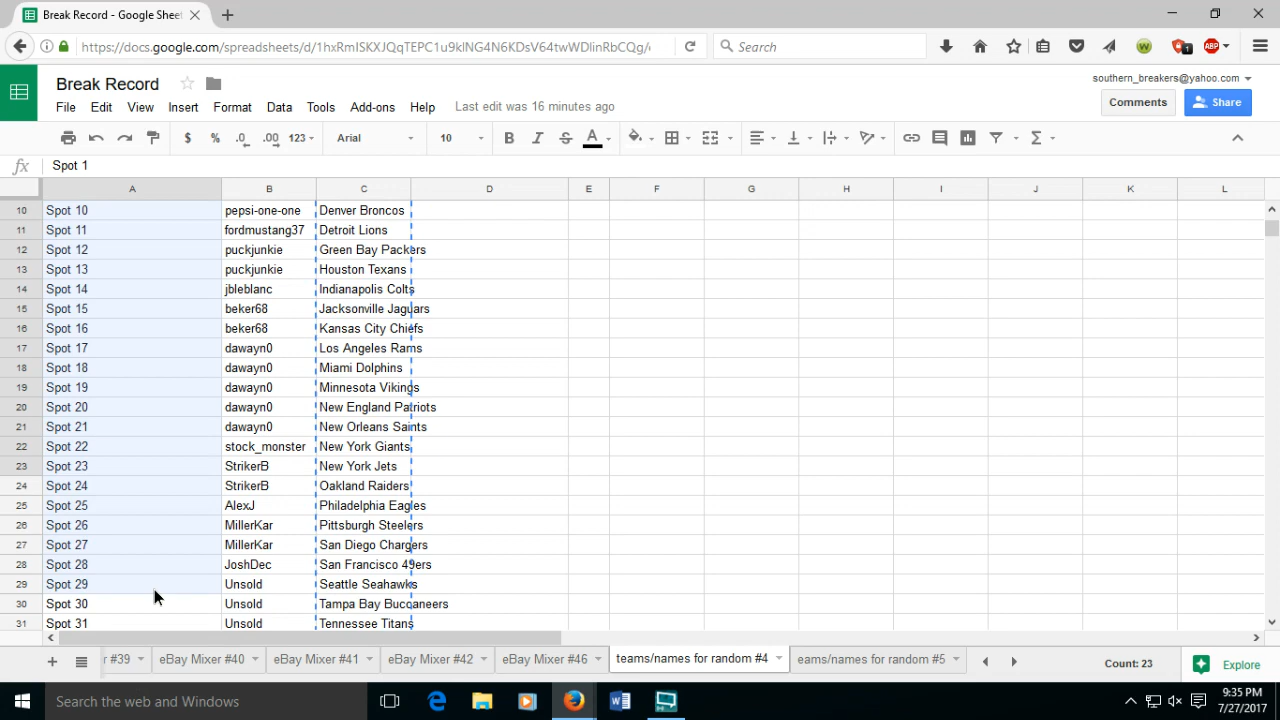 Break Record - Google Shee
https://docs.google.com/spreadsheets/d/1hxRmISKXJQqTEPC1u9klNG4N6KDsV64twWDlinRbCQg/
Search
W
1
ABP
Break Record
southern_breakers@yahoo.com
File Edit View Insert Format Data Tools Add-ons Help Last edit was 16 minutes ago
Comments Share
$ % .0 .00 123 Arial 10 B I S A Σ
fx Spot 1
A B C D E F G H I J K L
10 Spot 10 pepsi-one-one Denver Broncos
11 Spot 11 fordmustang37 Detroit Lions
12 Spot 12 puckjunkie Green Bay Packers
13 Spot 13 puckjunkie Houston Texans
14 Spot 14 jbleblanc Indianapolis Colts
15 Spot 15 beker68 Jacksonville Jaguars
16 Spot 16 beker68 Kansas City Chiefs
17 Spot 17 dawayn0 Los Angeles Rams
18 Spot 18 dawayn0 Miami Dolphins
19 Spot 19 dawayn0 Minnesota Vikings
20 Spot 20 dawayn0 New England Patriots
21 Spot 21 dawayn0 New Orleans Saints
22 Spot 22 stock_monster New York Giants
23 Spot 23 StrikerB New York Jets
24 Spot 24 StrikerB Oakland Raiders
25 Spot 25 AlexJ Philadelphia Eagles
26 Spot 26 MillerKar Pittsburgh Steelers
27 Spot 27 MillerKar San Diego Chargers
28 Spot 28 JoshDec San Francisco 49ers
29 Spot 29 Unsold Seattle Seahawks
30 Spot 30 Unsold Tampa Bay Buccaneers
31 Spot 31 Unsold Tennessee Titans
r #39 eBay Mixer #40 eBay Mixer #41 eBay Mixer #42 eBay Mixer #46 teams/names for random #4 eams/names for random #5 Count: 23 Explore
Search the web and Windows
9:35 PM
7/27/2017